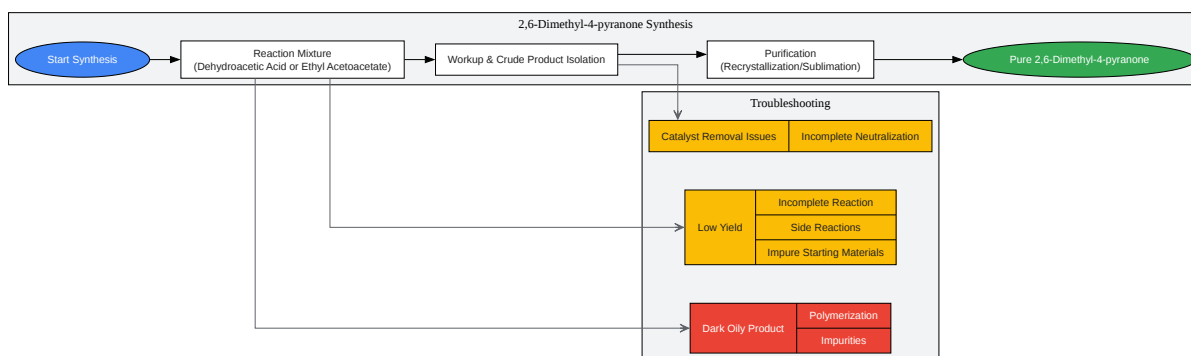 2,6-Dimethyl-4-pyranone Synthesis
Start Synthesis
Reaction Mixture
(Dehydroacetic Acid or Ethyl Acetoacetate)
Workup & Crude Product Isolation
Purification
(Recrystallization/Sublimation)
Pure 2,6-Dimethyl-4-pyranone
Troubleshooting
Catalyst Removal Issues
Incomplete Neutralization
Low Yield
Incomplete Reaction
Side Reactions
Impure Starting Materials
Dark Oily Product
Polymerization
Impurities